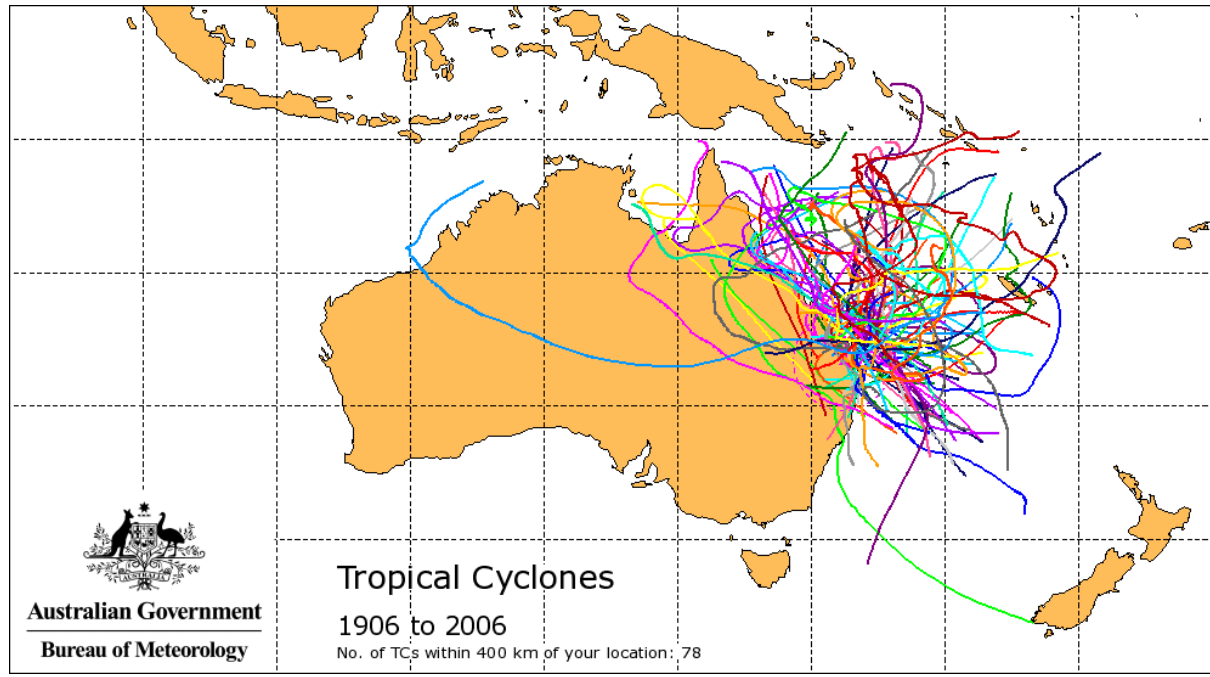 Tropical Cyclones
1906 to 2006
No. of TCs within 400 km of your location: 78
AUSTRALIA
Australian Government
Bureau of Meteorology